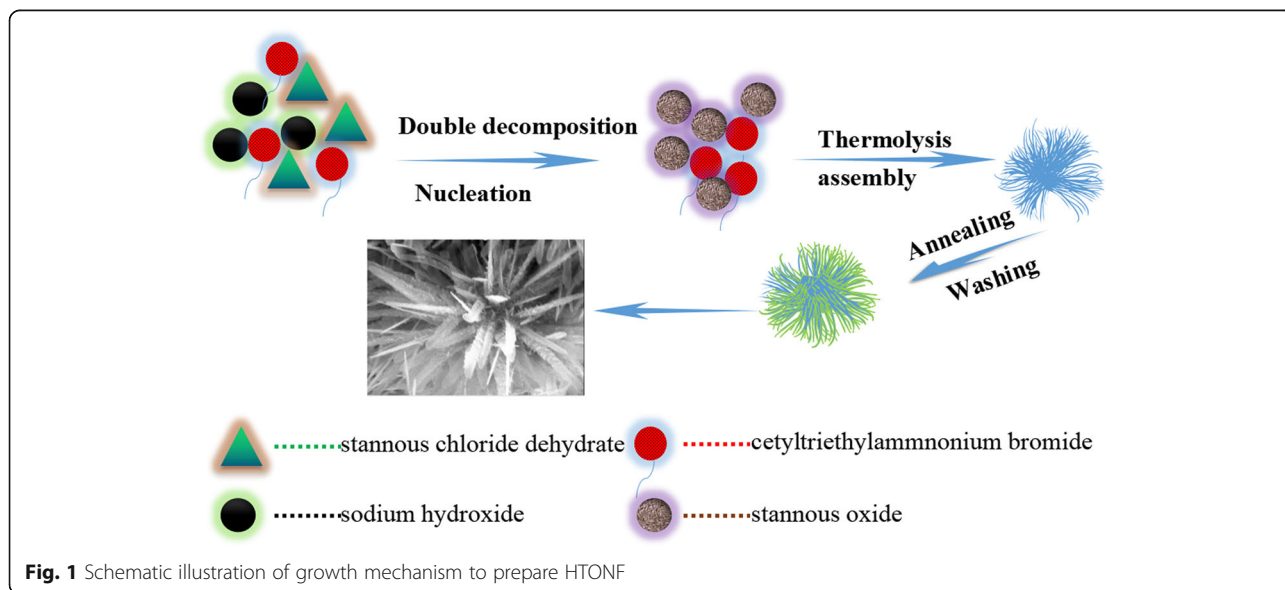 Double decomposition
Nucleation
Thermolysis
assembly
Annealing
Washing
stannous chloride dehydrate
cetyltriethylammnonium bromide
sodium hydroxide
stannous oxide
Fig. 1 Schematic illustration of growth mechanism to prepare HTONF